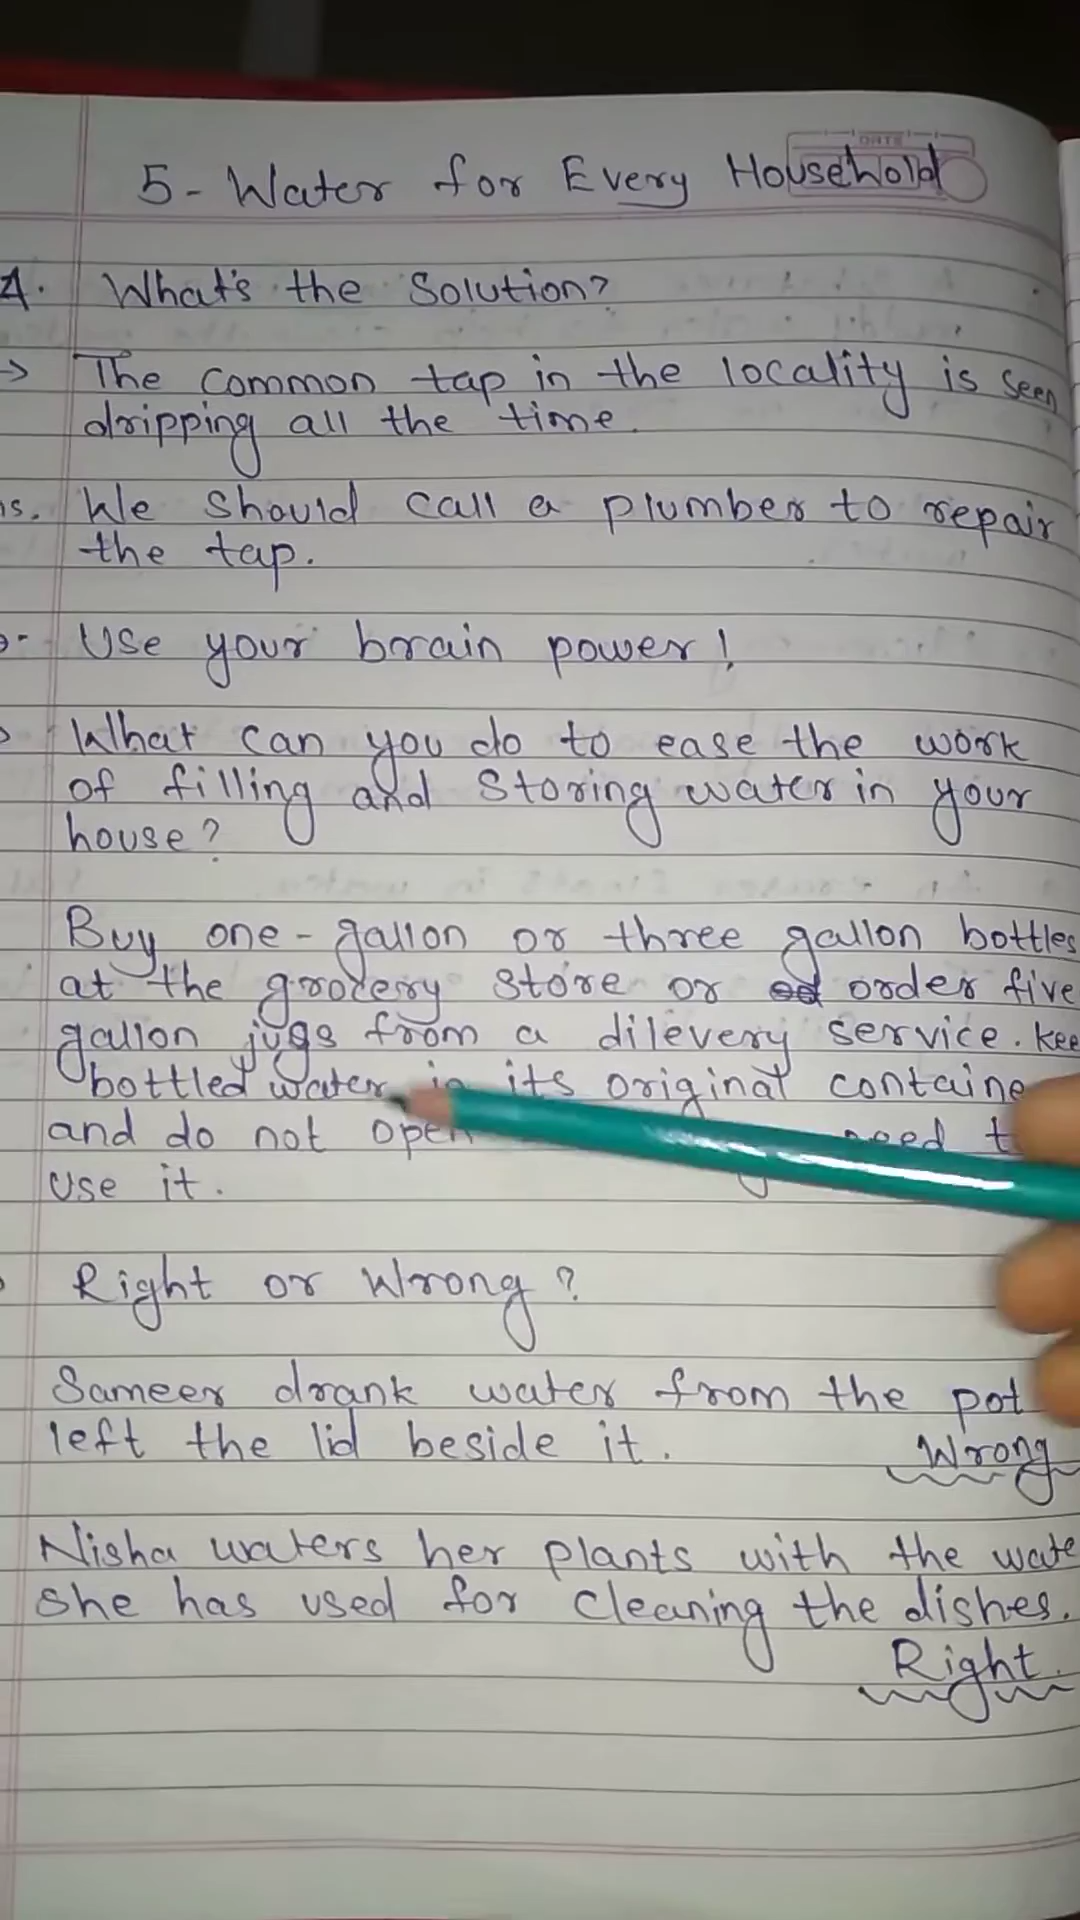 DATE
5- Water for Every Household
A. What's the Solution?
→ The common tap in the locality is seen
dripping all the time.
ns. We should call a plumber to repair
the tap.
Use your brain power!
What can you do to ease the work
of filling and storing water in your
house?
Buy one-gallon or three gallon bottles
at the grocery store or order five
gallon jugs from a dilevery service. kee
bottled water in its original containe
and do not open need t
use it.
Right or Wrong?
Sameer drank water from the pot
left the lid beside it.
Wrong
Nisha waters her plants with the wate
she has used for cleaning the dishes.
Right.